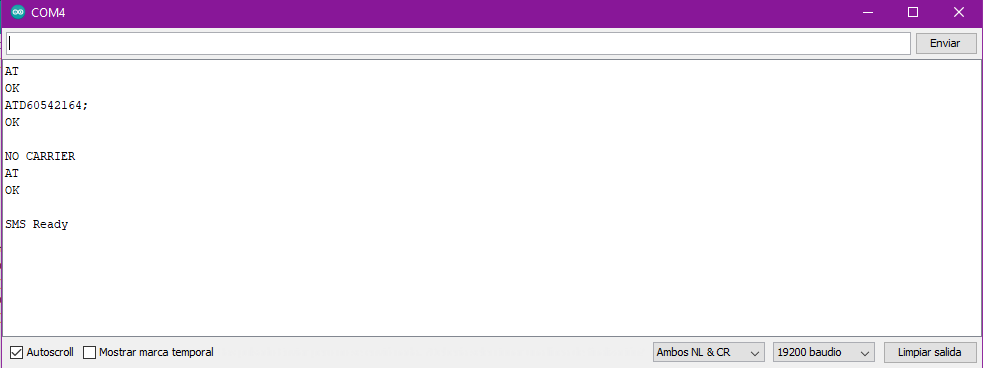 COM4
Enviar
AT
OK
ATD60542164;
OK
NO CARRIER
AT
OK
SMS Ready
Autoscroll
Mostrar marca temporal
Ambos NL & CR
19200 baudio
Limpiar salida